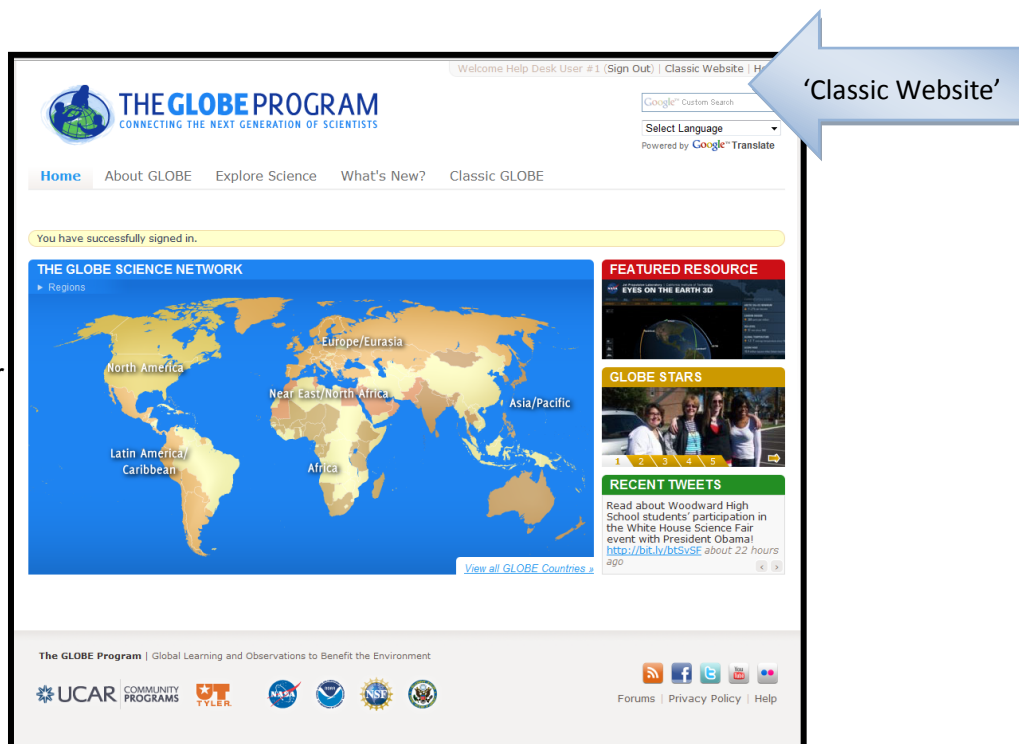 Welcome Help Desk User #1 (Sign Out) | Classic Website |
'Classic Website'
THE GLOBE PROGRAM
CONNECTING THE NEXT GENERATION OF SCIENTISTS
Google™ Custom Search
Select Language
Powered by Google™ Translate
Home About GLOBE Explore Science What's New? Classic GLOBE
You have successfully signed in.
THE GLOBE SCIENCE NETWORK
Regions
North America
Europe/Eurasia
Near East/North Africa
Asia/Pacific
Latin America/
Caribbean
Africa
View all GLOBE Countries »
FEATURED RESOURCE
EYES ON THE EARTH 3D
GLOBE STARS
1 2 3 4 5
RECENT TWEETS
Read about Woodward High
School students' participation in
the White House Science Fair
event with President Obama!
http://bit.ly/btSvSF about 22 hours
ago
The GLOBE Program | Global Learning and Observations to Benefit the Environment
UCAR COMMUNITY
PROGRAMS
UT
TYLER
NASA
NSF
You
Tube
Forums | Privacy Policy | Help